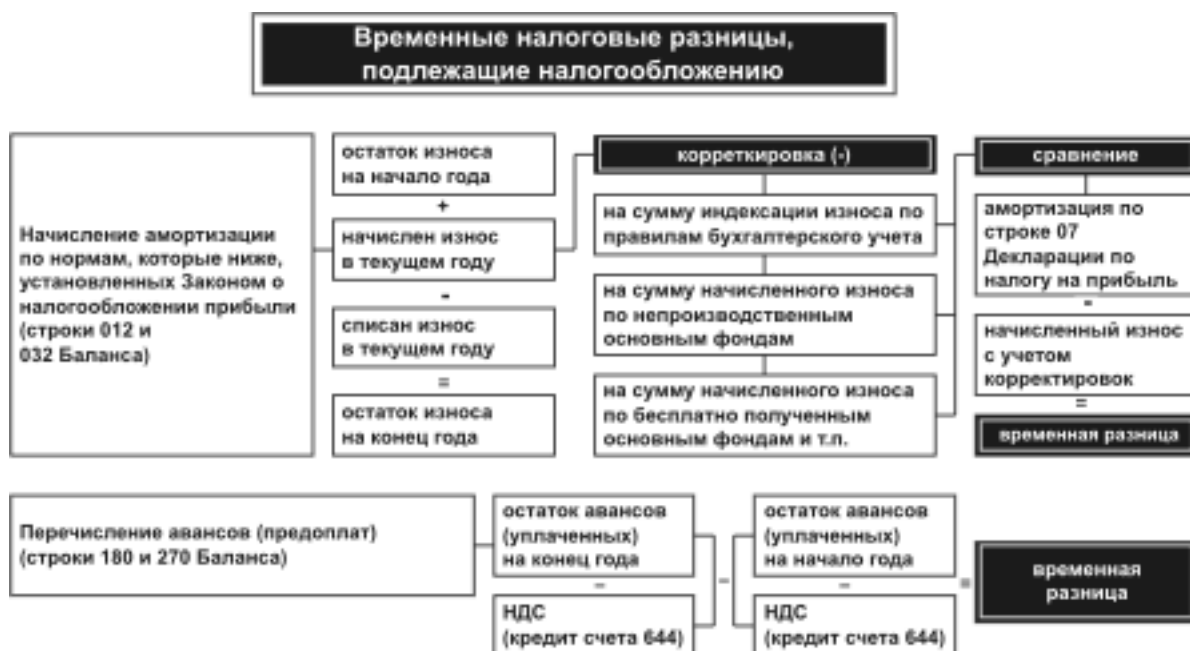 Временные налоговые разницы,
подлежащие налогообложению
Начисление амортизации
по нормам, которые ниже,
установленных Законом о
налогообложении прибыли
(строки 012 и
032 Баланса)
остаток износа
на начало года
+
начислен износ
в текущем году
-
списан износ
в текущем году
=
остаток износа
на конец года
корреткировка (-)
на сумму индексации износа по
правилам бухгалтерского учета
на сумму начисленного износа
по непроизводственным
основным фондам
на сумму начисленного износа
по бесплатно полученным
основным фондам и т.п.
сравнение
амортизация по
строке 07
Декларации по
налогу на прибыль
-
начисленный износ
с учетом
корректировок
=
временная разница
Перечисление авансов (предоплат)
(строки 180 и 270 Баланса)
остаток авансов
(уплаченных)
на конец года
-
НДС
(кредит счета 644)
-
остаток авансов
(уплаченных)
на начало года
-
НДС
(кредит счета 644)
=
временная
разница